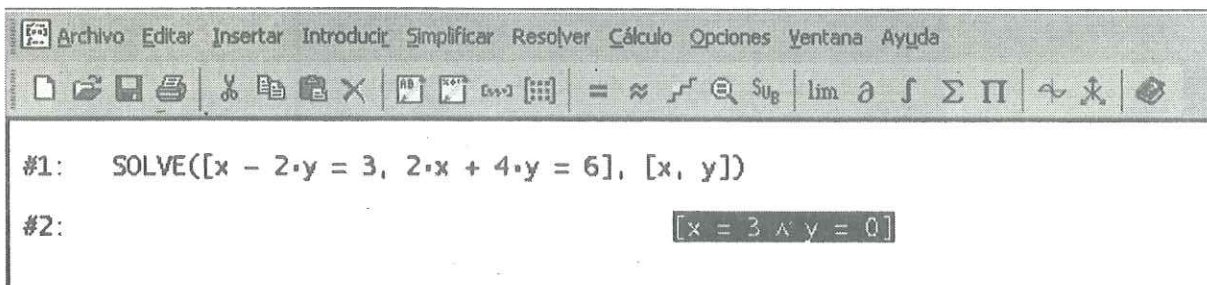 Archivo Editar Insertar Introducir Simplificar Resolver Cálculo Opciones Ventana Ayuda
= ≈ SUB lim ∂ ∫ Σ Π
#1: SOLVE([x - 2·y = 3, 2·x + 4·y = 6], [x, y])
#2: [x = 3 ∧ y = 0]